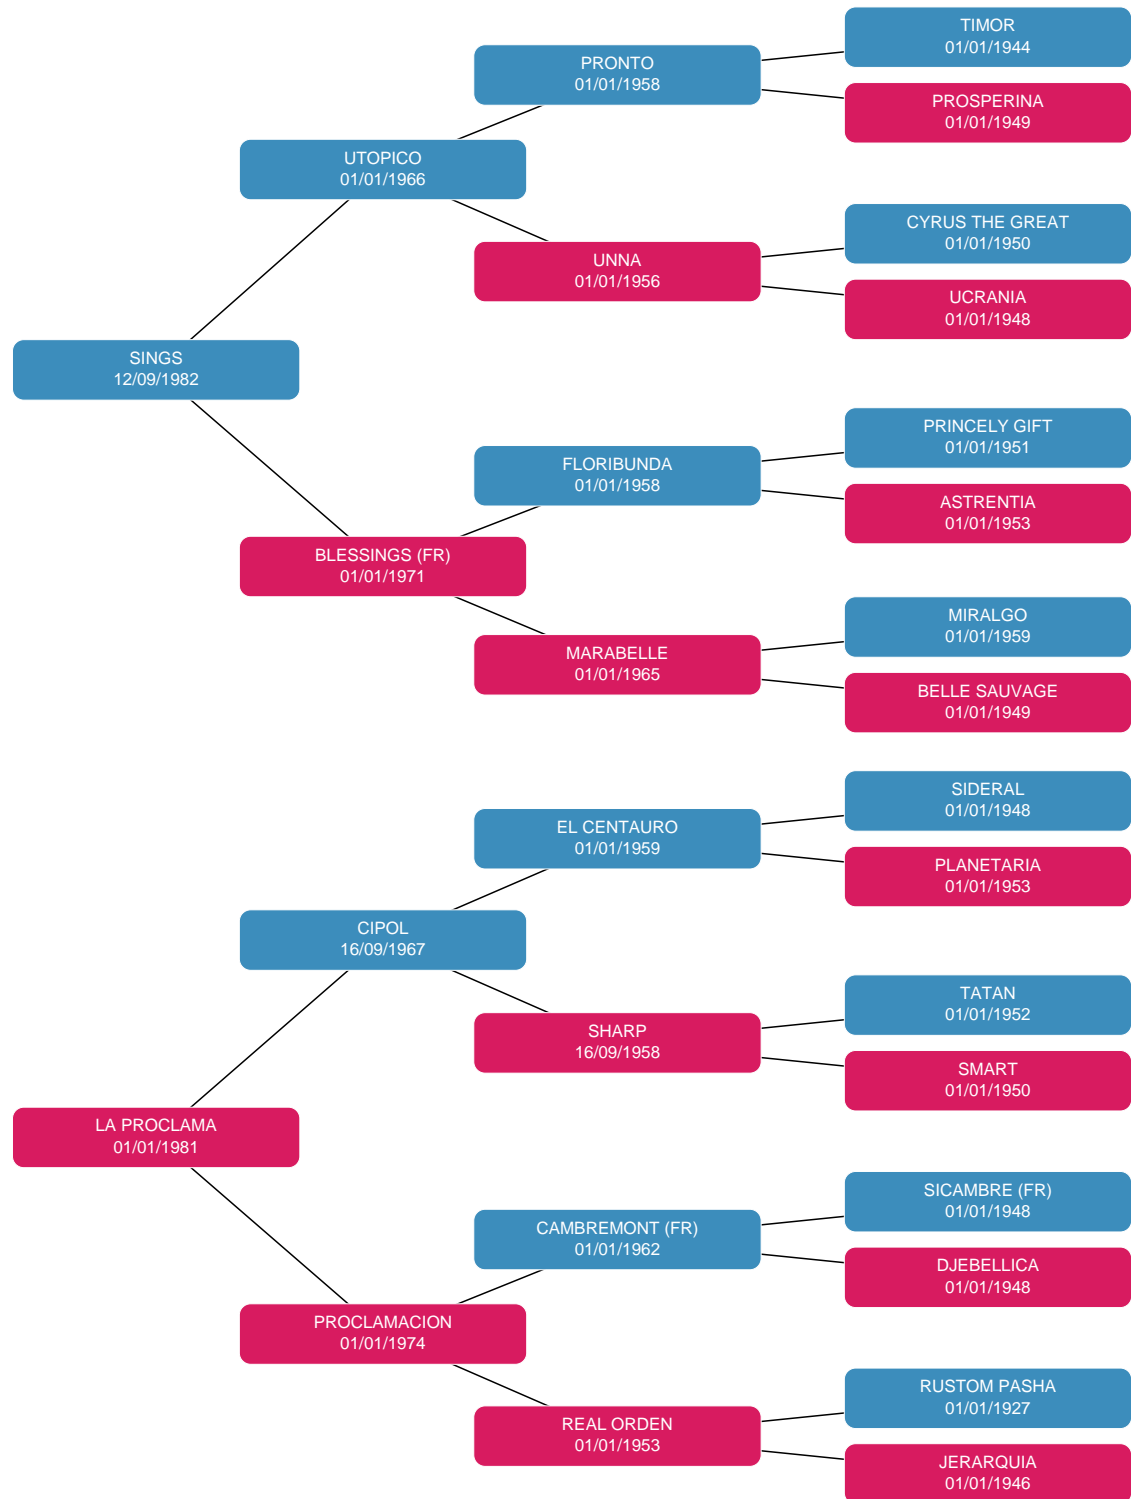 TIMOR
01/01/1944
PRONTO
01/01/1958
PROSPERINA
01/01/1949
UTOPICO
01/01/1966
CYRUS THE GREAT
01/01/1950
UNNA
01/01/1956
UCRANIA
01/01/1948
SINGS
12/09/1982
PRINCELY GIFT
01/01/1951
FLORIBUNDA
01/01/1958
ASTRENTIA
01/01/1953
BLESSINGS (FR)
01/01/1971
MIRALGO
01/01/1959
MARABELLE
01/01/1965
BELLE SAUVAGE
01/01/1949
SIDERAL
01/01/1948
EL CENTAURO
01/01/1959
PLANETARIA
01/01/1953
CIPOL
16/09/1967
TATAN
01/01/1952
SHARP
16/09/1958
SMART
01/01/1950
LA PROCLAMA
01/01/1981
SICAMBRE (FR)
01/01/1948
CAMBREMONT (FR)
01/01/1962
DJEBELLICA
01/01/1948
PROCLAMACION
01/01/1974
RUSTOM PASHA
01/01/1927
REAL ORDEN
01/01/1953
JERARQUIA
01/01/1946